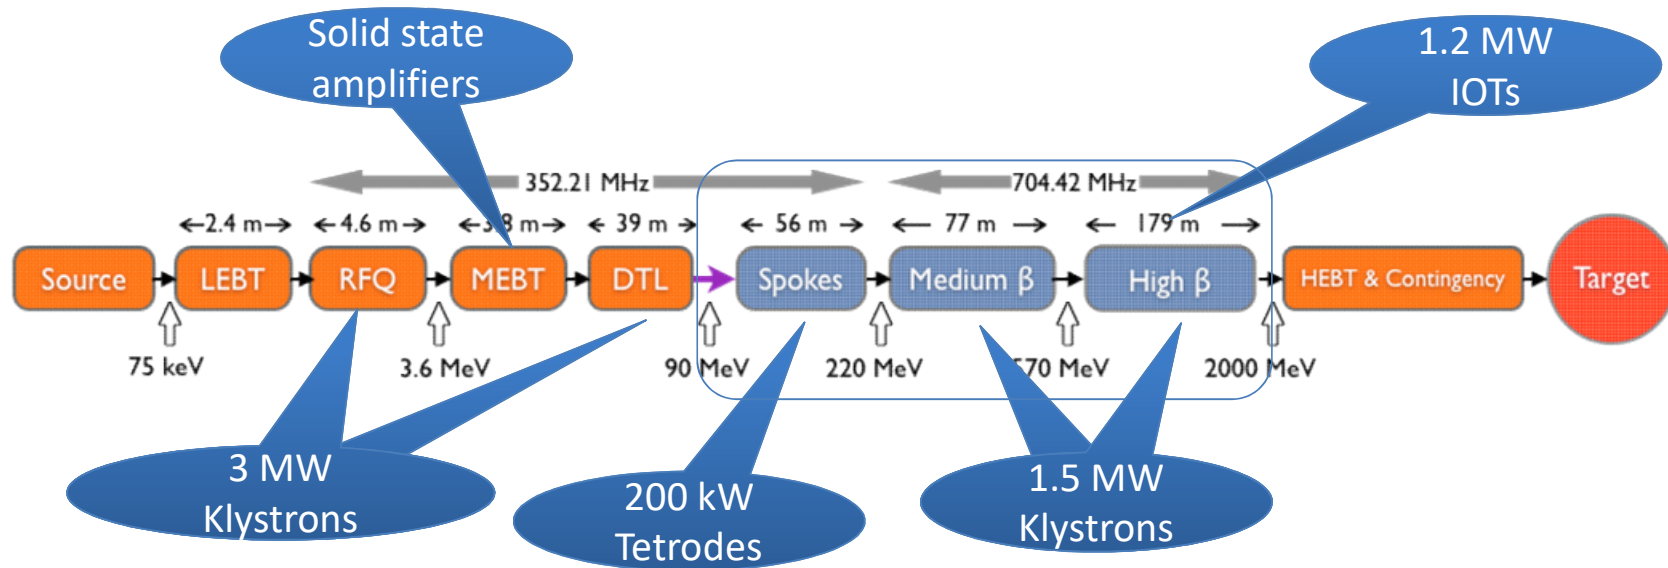 Solid state
amplifiers
1.2 MW
IOTs
352.21 MHz
704.42 MHz
2.4 m
4.6 m
m
39 m
56 m
77 m
179 m
Source
LEBT
RFQ
MEBT
DTL
Spokes
Medium β
High β
HEBT & Contingency
Target
75 keV
3.6 MeV
90 MeV
220 MeV
MeV
2000 MeV
3 MW
Klystrons
200 kW
Tetrodes
1.5 MW
Klystrons